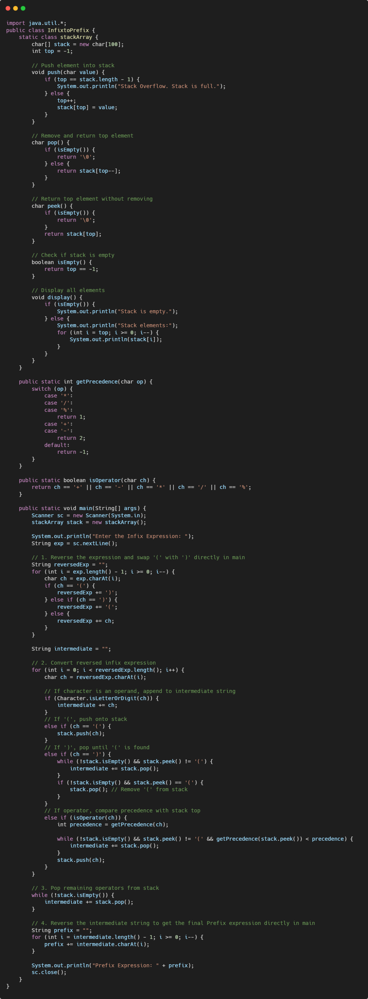 import java.util.*;
public class InfixtoPrefix {
    static class stackArray {
        char[] stack = new char[100];
        int top = -1;

        // Push element into stack
        void push(char value) {
            if (top == stack.length - 1) {
                System.out.println("Stack Overflow. Stack is full.");
            } else {
                top++;
                stack[top] = value;
            }
        }

        // Remove and return top element
        char pop() {
            if (isEmpty()) {
                return '\0';
            } else {
                return stack[top--];
            }
        }

        // Return top element without removing
        char peek() {
            if (isEmpty()) {
                return '\0';
            }
            return stack[top];
        }

        // Check if stack is empty
        boolean isEmpty() {
            return top == -1;
        }

        // Display all elements
        void display() {
            if (isEmpty()) {
                System.out.println("Stack is empty.");
            } else {
                System.out.println("Stack elements:");
                for (int i = top; i >= 0; i--) {
                    System.out.println(stack[i]);
                }
            }
        }
    }

    public static int getPrecedence(char op) {
        switch (op) {
            case '*':
            case '/':
            case '%':
                return 1;
            case '+':
            case '-':
                return 2;
            default:
                return -1;
        }
    }

    public static boolean isOperator(char ch) {
        return ch == '+' || ch == '-' || ch == '*' || ch == '/' || ch == '%';
    }

    public static void main(String[] args) {
        Scanner sc = new Scanner(System.in);
        stackArray stack = new stackArray();

        System.out.println("Enter the Infix Expression: ");
        String exp = sc.nextLine();

        // 1. Reverse the expression and swap '(' with ')' directly in main
        String reversedExp = "";
        for (int i = exp.length() - 1; i >= 0; i--) {
            char ch = exp.charAt(i);
            if (ch == '(') {
                reversedExp += ')';
            } else if (ch == ')') {
                reversedExp += '(';
            } else {
                reversedExp += ch;
            }
        }

        String intermediate = "";

        // 2. Convert reversed infix expression
        for (int i = 0; i < reversedExp.length(); i++) {
            char ch = reversedExp.charAt(i);

            // If character is an operand, append to intermediate string
            if (Character.isLetterOrDigit(ch)) {
                intermediate += ch;
            }
            // If '(', push onto stack
            else if (ch == '(') {
                stack.push(ch);
            }
            // If ')', pop until '(' is found
            else if (ch == ')') {
                while (!stack.isEmpty() && stack.peek() != '(') {
                    intermediate += stack.pop();
                }
                if (!stack.isEmpty() && stack.peek() == '(') {
                    stack.pop(); // Remove '(' from stack
                }
            }
            // If operator, compare precedence with stack top
            else if (isOperator(ch)) {
                int precedence = getPrecedence(ch);

                while (!stack.isEmpty() && stack.peek() != '(' && getPrecedence(stack.peek()) < precedence) {
                    intermediate += stack.pop();
                }
                stack.push(ch);
            }
        }

        // 3. Pop remaining operators from stack
        while (!stack.isEmpty()) {
            intermediate += stack.pop();
        }

        // 4. Reverse the intermediate string to get the final Prefix expression directly in main
        String prefix = "";
        for (int i = intermediate.length() - 1; i >= 0; i--) {
            prefix += intermediate.charAt(i);
        }

        System.out.println("Prefix Expression: " + prefix);
        sc.close();
    }
}